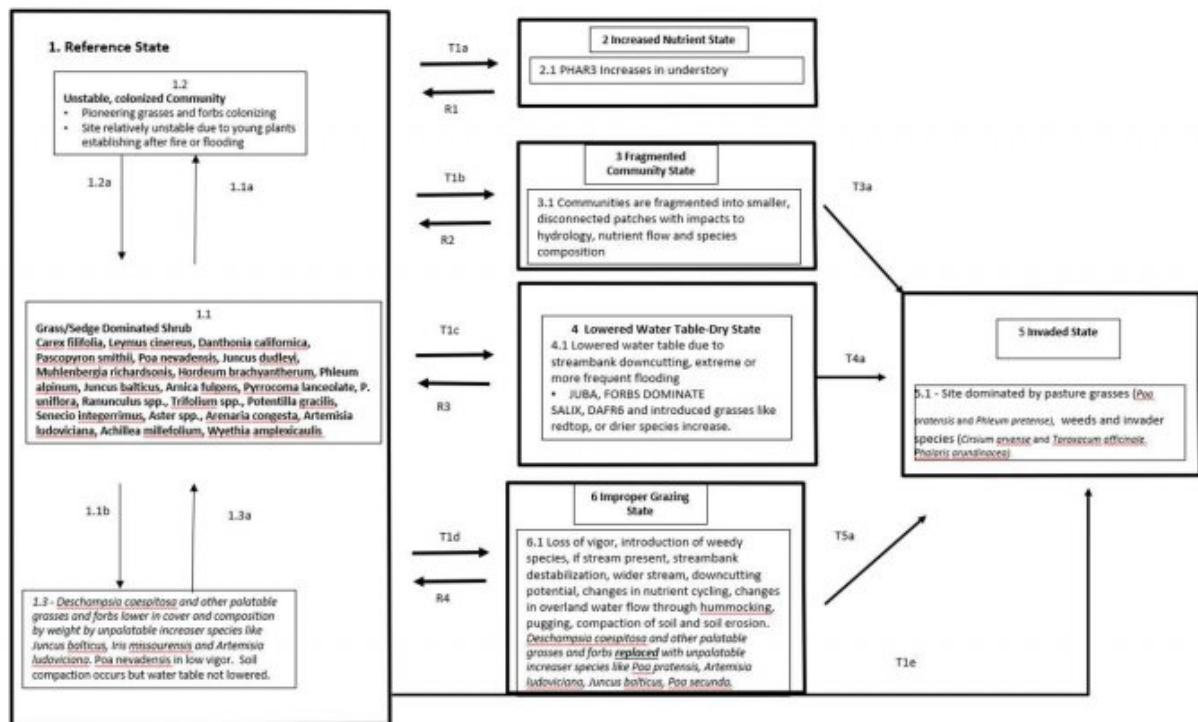 1. Reference State
1.2
Unstable, colonized Community
• Pioneering grasses and forbs colonizing
• Site relatively unstable due to young plants
establishing after fire or flooding
1.2a
1.1a
1.1
Grass/Sedge Dominated Shrub
Carex filifolia, Leymus cinereus, Danthonia californica,
Pascopyron smithii, Poa nevadensis, Juncus dudleyi,
Muhlenbergia richardsonis, Hordeum brachyantherum, Phleum
alpinum, Juncus balticus, Arnica fulgens, Pyrrocoma lanceolate, P.
uniflora, Ranunculus spp., Trifolium spp., Potentilla gracilis,
Senecio integerrimus, Aster spp., Arenaria congesta, Artemisia
ludoviciana, Achillea millefolium, Wyethia amplexicaulis
1.1b
1.3a
1.3 - Deschampsia caespitosa and other palatable
grasses and forbs lower in cover and composition
by weight by unpalatable increaser species like
Juncus balticus, Iris missourensis and Artemisia
ludoviciana. Poa nevadensis in low vigor. Soil
compaction occurs but water table not lowered.
T1a
R1
2 Increased Nutrient State
2.1 PHAR3 Increases in understory
T1b
R2
3 Fragmented
Community State
3.1 Communities are fragmented into smaller,
disconnected patches with impacts to
hydrology, nutrient flow and species
composition
T3a
T1c
R3
4 Lowered Water Table-Dry State
4.1 Lowered water table due to
streambank downcutting, extreme or
more frequent flooding
• JUBA, FORBS DOMINATE
SALIX, DAFR6 and introduced grasses like
redtop, or drier species increase.
T4a
5 Invaded State
5.1 - Site dominated by pasture grasses (Poa
pratensis and Phleum pretense), weeds and invader
species (Cirsium arvense and Taraxacum officinale,
Phalaris arundinacea)
T1d
R4
6 Improper Grazing
State
6.1 Loss of vigor, introduction of weedy
species, if stream present, streambank
destabilization, wider stream, downcutting
potential, changes in nutrient cycling, changes
in overland water flow through hummocking,
pugging, compaction of soil and soil erosion.
Deschampsia caespitosa and other palatable
grasses and forbs replaced with unpalatable
increaser species like Poa pratensis, Artemisia
ludoviciana, Juncus balticus, Poa secunda.
T5a
T1e